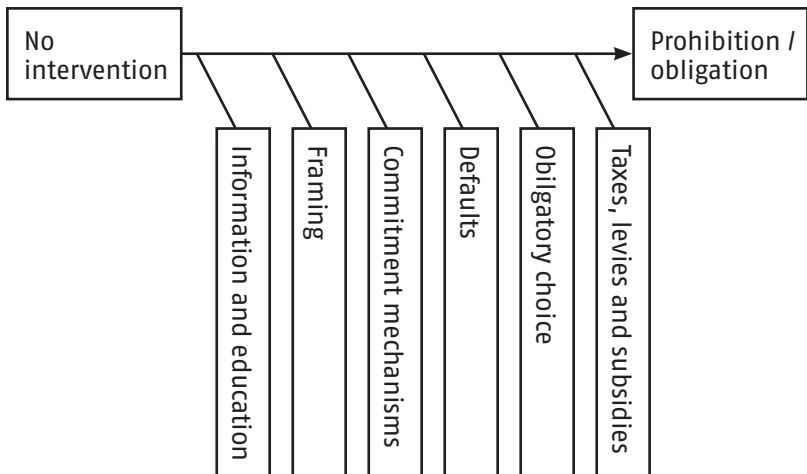 No
intervention
Prohibition /
obligation
Information and education
Framing
Commitment mechanisms
Defaults
Obilgatory choice
Taxes, levies and subsidies